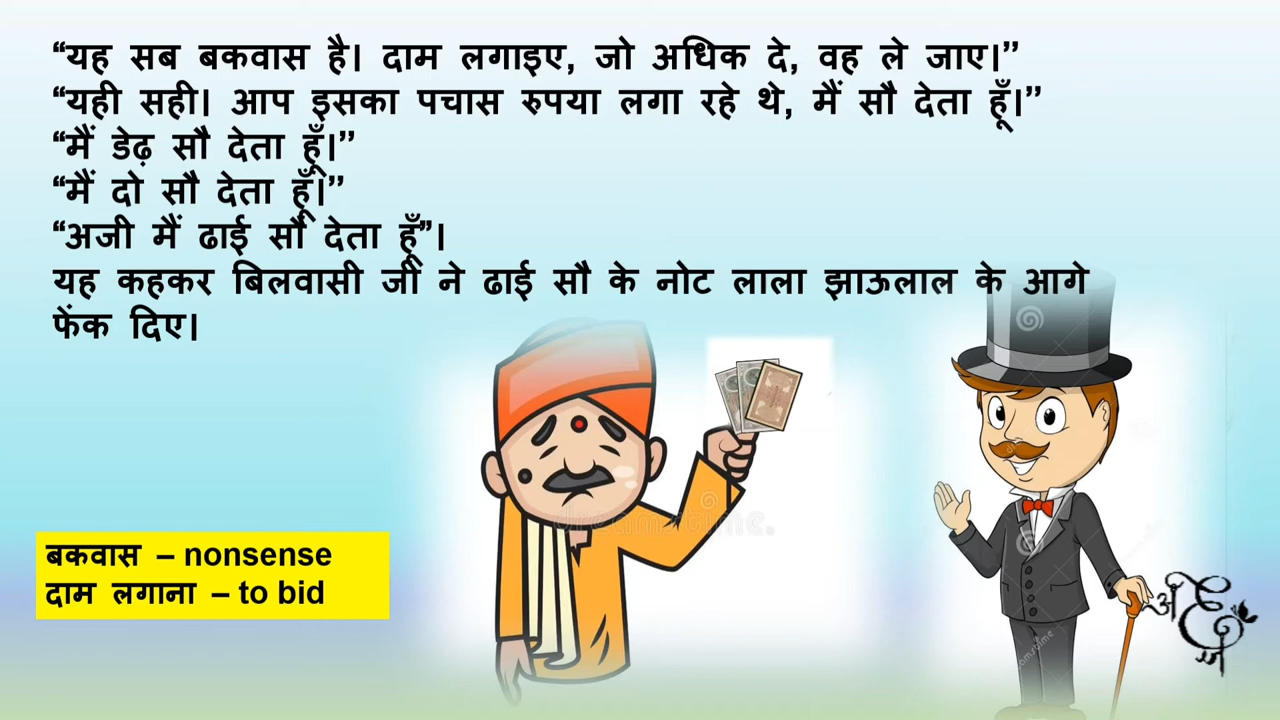 “यह सब बकवास है। दाम लगाइए, जो अधिक दे, वह ले जाए।”
“यही सही। आप इसका पचास रुपया लगा रहे थे, मैं सौ देता हूँ।”
“मैं डेढ़ सौ देता हूँ।”
“मैं दो सौ देता हूँ।”
“अजी मैं ढाई सौ देता हूँ”।
यह कहकर बिलवासी जी ने ढाई सौ के नोट लाला झाऊलाल के आगे
फेंक दिए।
dreamstime.
बकवास – nonsense
दाम लगाना – to bid